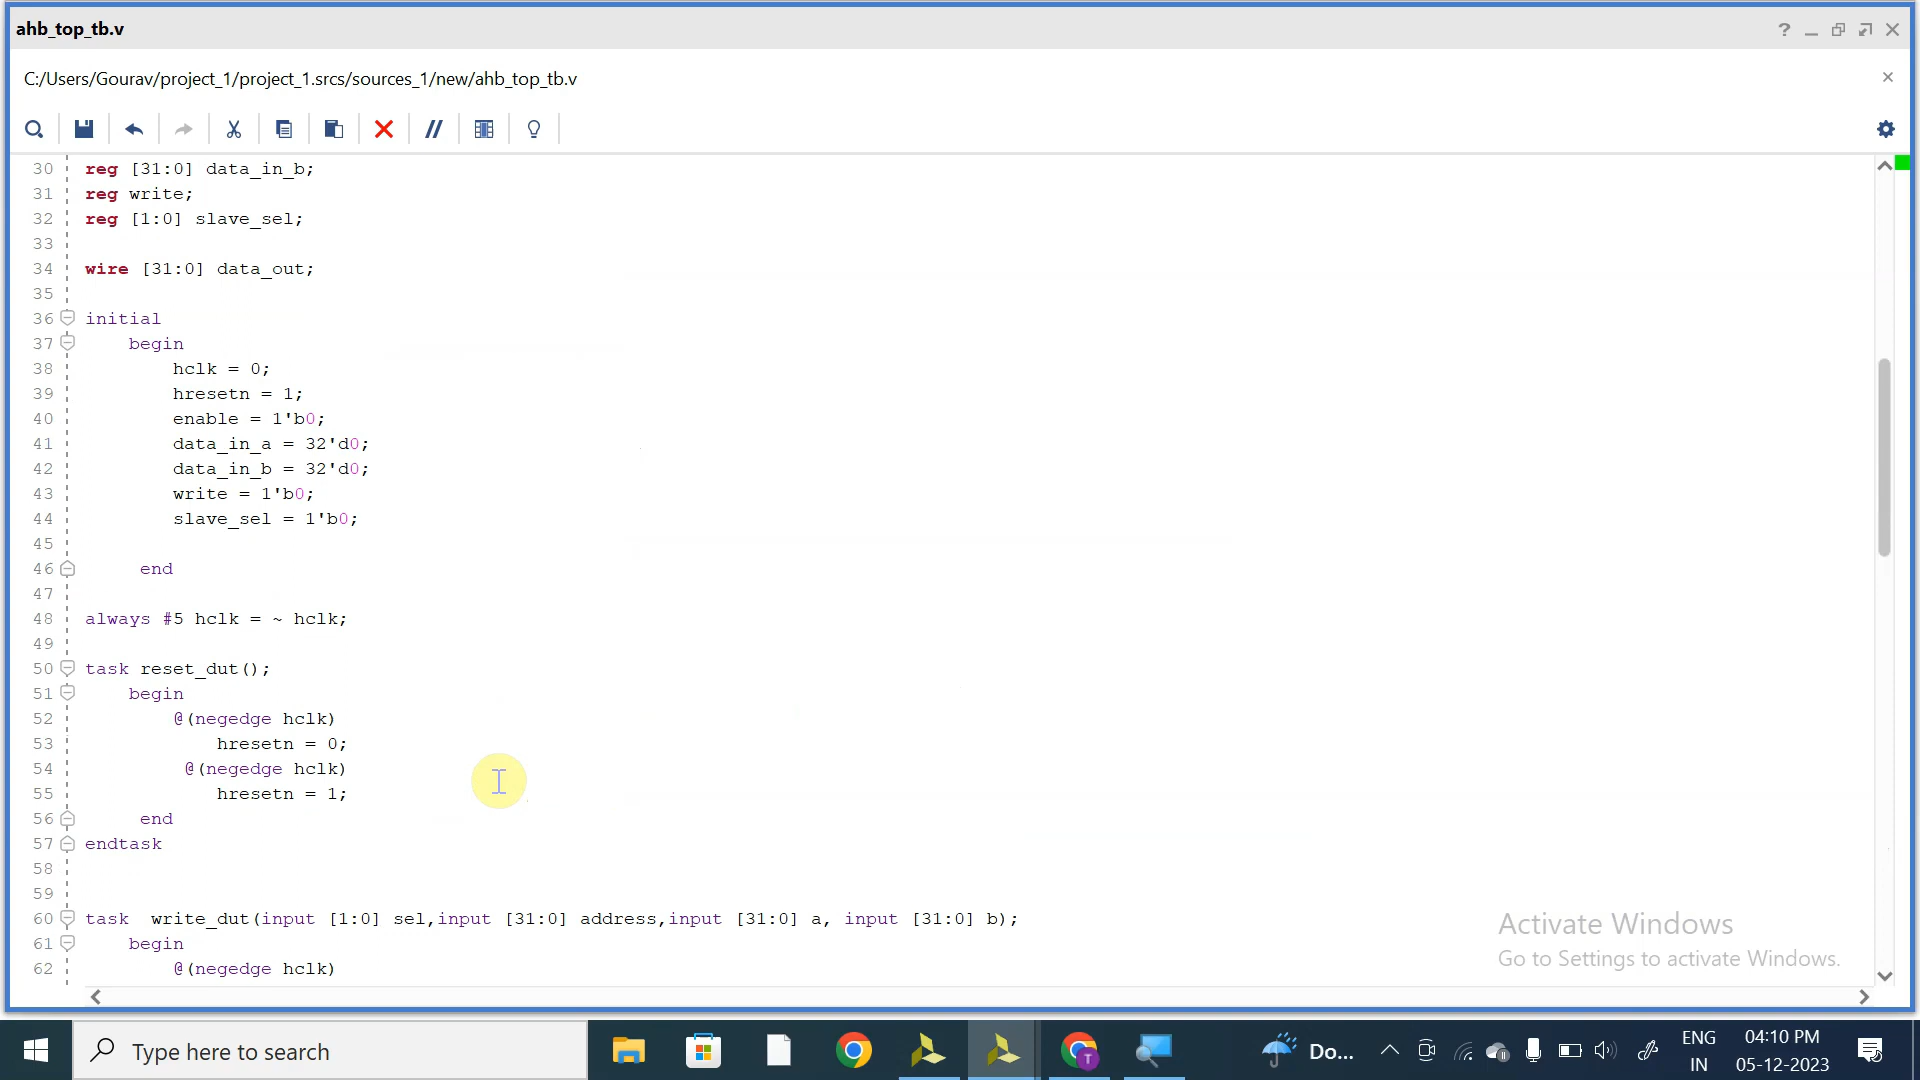 ahb_top_tb.v
C:/Users/Gourav/project_1/project_1.srcs/sources_1/new/ahb_top_tb.v
30 reg [31:0] data_in_b;
31 reg write;
32 reg [1:0] slave_sel;
33
34 wire [31:0] data_out;
35
36 initial
37 begin
38 hclk = 0;
39 hresetn = 1;
40 enable = 1'b0;
41 data_in_a = 32'd0;
42 data_in_b = 32'd0;
43 write = 1'b0;
44 slave_sel = 1'b0;
45
46 end
47
48 always #5 hclk = ~ hclk;
49
50 task reset_dut();
51 begin
52 @(negedge hclk)
53 hresetn = 0;
54 @(negedge hclk)
55 hresetn = 1;
56 end
57 endtask
58
59
60 task  write_dut(input [1:0] sel,input [31:0] address,input [31:0] a, input [31:0] b);
61 begin
62 @(negedge hclk)
Activate Windows
Go to Settings to activate Windows.
Type here to search
Do...
ENG
IN
04:10 PM
05-12-2023